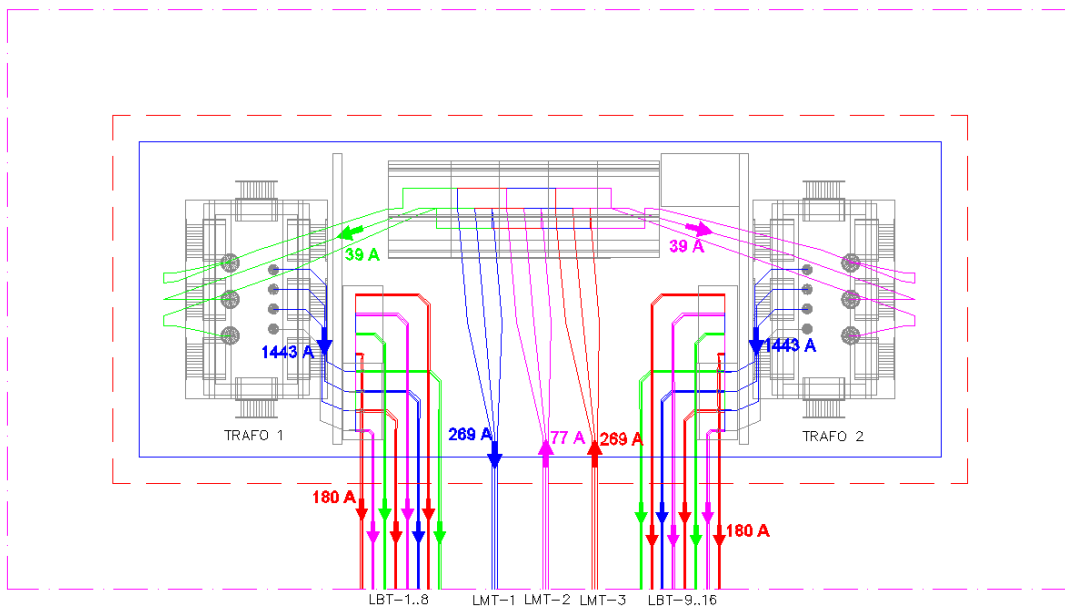 39 A
39 A
1443 A
1443 A
TRAFO 1
TRAFO 2
269 A
77 A
269 A
180 A
180 A
LBT-1..8
LMT-1
LMT-2
LMT-3
LBT-9..16